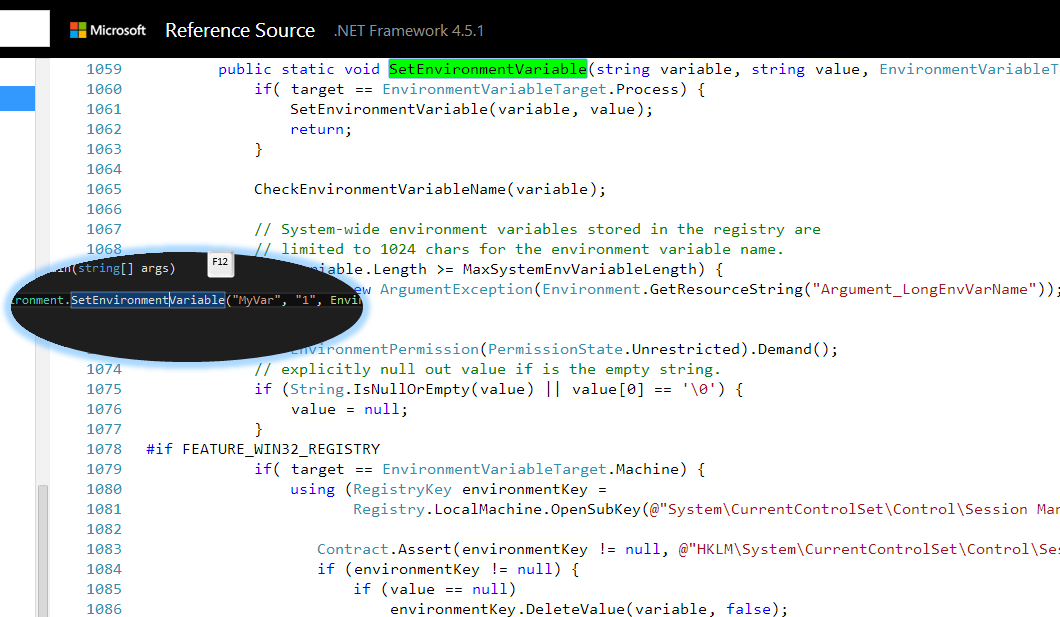 Microsoft Reference Source .NET Framework 4.5.1
1059 public static void SetEnvironmentVariable(string variable, string value, EnvironmentVariableT
1060 if( target == EnvironmentVariableTarget.Process) {
1061 SetEnvironmentVariable(variable, value);
1062 return;
1063 }
1064
1065 CheckEnvironmentVariableName(variable);
1066
1067 // System-wide environment variables stored in the registry are
1068 // limited to 1024 chars for the environment variable name.
iable.Length >= MaxSystemEnvVariableLength) {
in(string[] args) F12
ew ArgumentException(Environment.GetResourceString("Argument_LongEnvVarName"));
ronment.SetEnvironmentVariable("MyVar", "1", Envi
nvironmentPermission(PermissionState.Unrestricted).Demand();
1074 // explicitly null out value if is the empty string.
1075 if (String.IsNullOrEmpty(value) || value[0] == '\0') {
1076 value = null;
1077 }
1078 #if FEATURE_WIN32_REGISTRY
1079 if( target == EnvironmentVariableTarget.Machine) {
1080 using (RegistryKey environmentKey =
1081 Registry.LocalMachine.OpenSubKey(@"System\CurrentControlSet\Control\Session Man
1082
1083 Contract.Assert(environmentKey != null, @"HKLM\System\CurrentControlSet\Control\Ses
1084 if (environmentKey != null) {
1085 if (value == null)
1086 environmentKey.DeleteValue(variable, false);